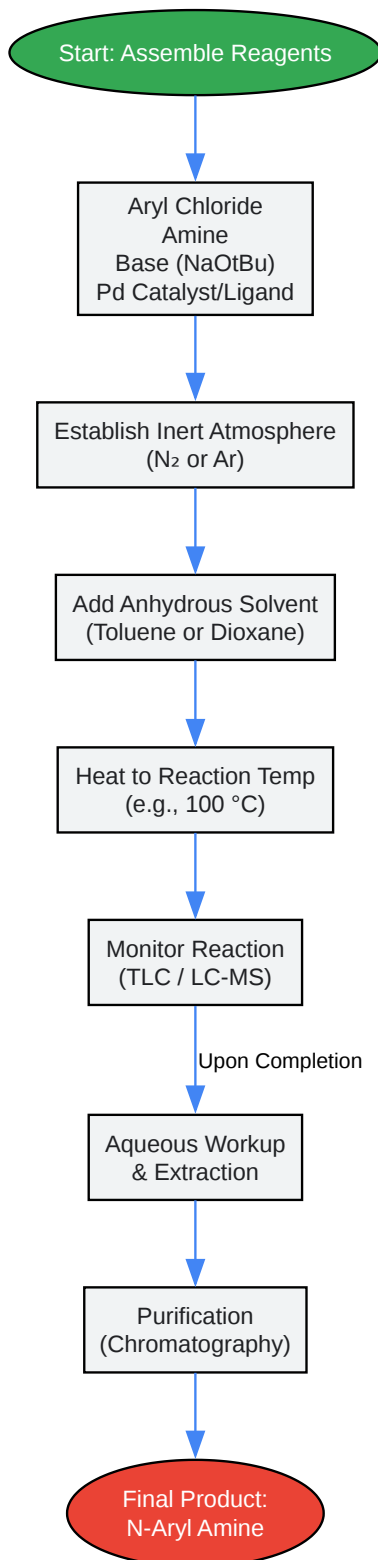 Start: Assemble Reagents
Aryl Chloride
Amine
Base (NaOtBu)
Pd Catalyst/Ligand
Establish Inert Atmosphere
(N₂ or Ar)
Add Anhydrous Solvent
(Toluene or Dioxane)
Heat to Reaction Temp
(e.g., 100 °C)
Monitor Reaction
(TLC / LC-MS)
Upon Completion
Aqueous Workup
& Extraction
Purification
(Chromatography)
Final Product:
N-Aryl Amine